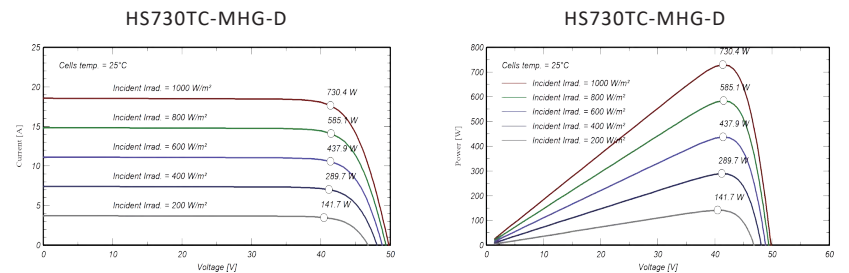 HS730TC-MHG-D
25
20
15
10
5
0
Current [A]
Cells temp. = 25°C
Incident Irrad. = 1000 W/m²
730.4 W
Incident Irrad. = 800 W/m²
585.1 W
Incident Irrad. = 600 W/m²
437.9 W
Incident Irrad. = 400 W/m²
289.7 W
Incident Irrad. = 200 W/m²
141.7 W
0 10 20 30 40 50
Voltage [V]
HS730TC-MHG-D
800
700
600
500
400
300
200
100
0
Power [W]
Cells temp. = 25°C
Incident Irrad. = 1000 W/m²
Incident Irrad. = 800 W/m²
Incident Irrad. = 600 W/m²
Incident Irrad. = 400 W/m²
Incident Irrad. = 200 W/m²
730.4 W
585.1 W
437.9 W
289.7 W
141.7 W
0 10 20 30 40 50 60
Voltage [V]